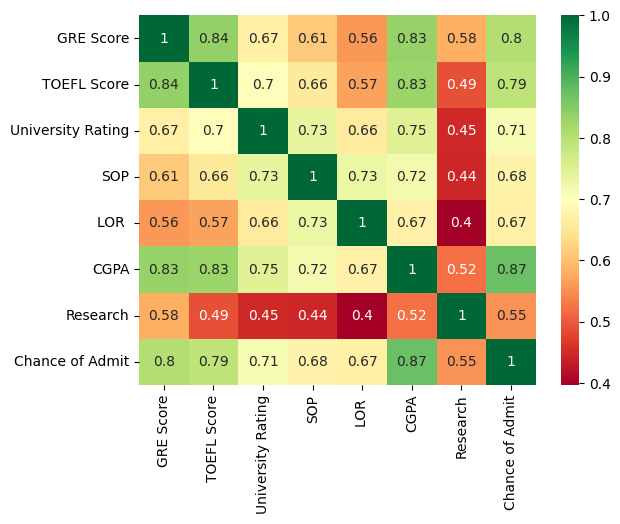 GRE Score 1 0.84 0.67 0.61 0.56 0.83 0.58 0.8
TOEFL Score 0.84 1 0.7 0.66 0.57 0.83 0.49 0.79
University Rating 0.67 0.7 1 0.73 0.66 0.75 0.45 0.71
SOP 0.61 0.66 0.73 1 0.73 0.72 0.44 0.68
LOR 0.56 0.57 0.66 0.73 1 0.67 0.4 0.67
CGPA 0.83 0.83 0.75 0.72 0.67 1 0.52 0.87
Research 0.58 0.49 0.45 0.44 0.4 0.52 1 0.55
Chance of Admit 0.8 0.79 0.71 0.68 0.67 0.87 0.55 1
GRE Score
TOEFL Score
University Rating
SOP
LOR
CGPA
Research
Chance of Admit
1.0
0.9
0.8
0.7
0.6
0.5
0.4